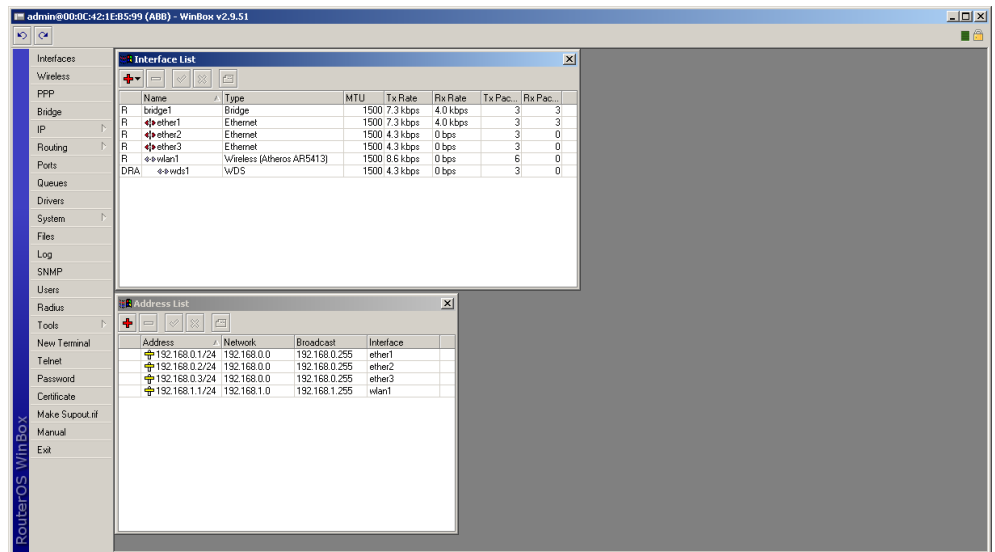 admin@00:0C:42:1E:B5:99 (ABB) - WinBox v2.9.51
Interfaces
Wireless
PPP
Bridge
IP
Routing
Ports
Queues
Drivers
System
Files
Log
SNMP
Users
Radius
Tools
New Terminal
Telnet
Password
Certificate
Make Supout.rif
Manual
Exit
RouterOS WinBox
Interface List
Name Type MTU Tx Rate Rx Rate Tx Pac... Rx Pac...
R bridge1 Bridge 1500 7.3 kbps 4.0 kbps 3 3
R ether1 Ethernet 1500 7.3 kbps 4.0 kbps 3 3
R ether2 Ethernet 1500 4.3 kbps 0 bps 3 0
R ether3 Ethernet 1500 4.3 kbps 0 bps 3 0
R wlan1 Wireless (Atheros AR5413) 1500 8.6 kbps 0 bps 6 0
DRA wds1 WDS 1500 4.3 kbps 0 bps 3 0
Address List
Address Network Broadcast Interface
192.168.0.1/24 192.168.0.0 192.168.0.255 ether1
192.168.0.2/24 192.168.0.0 192.168.0.255 ether2
192.168.0.3/24 192.168.0.0 192.168.0.255 ether3
192.168.1.1/24 192.168.1.0 192.168.1.255 wlan1